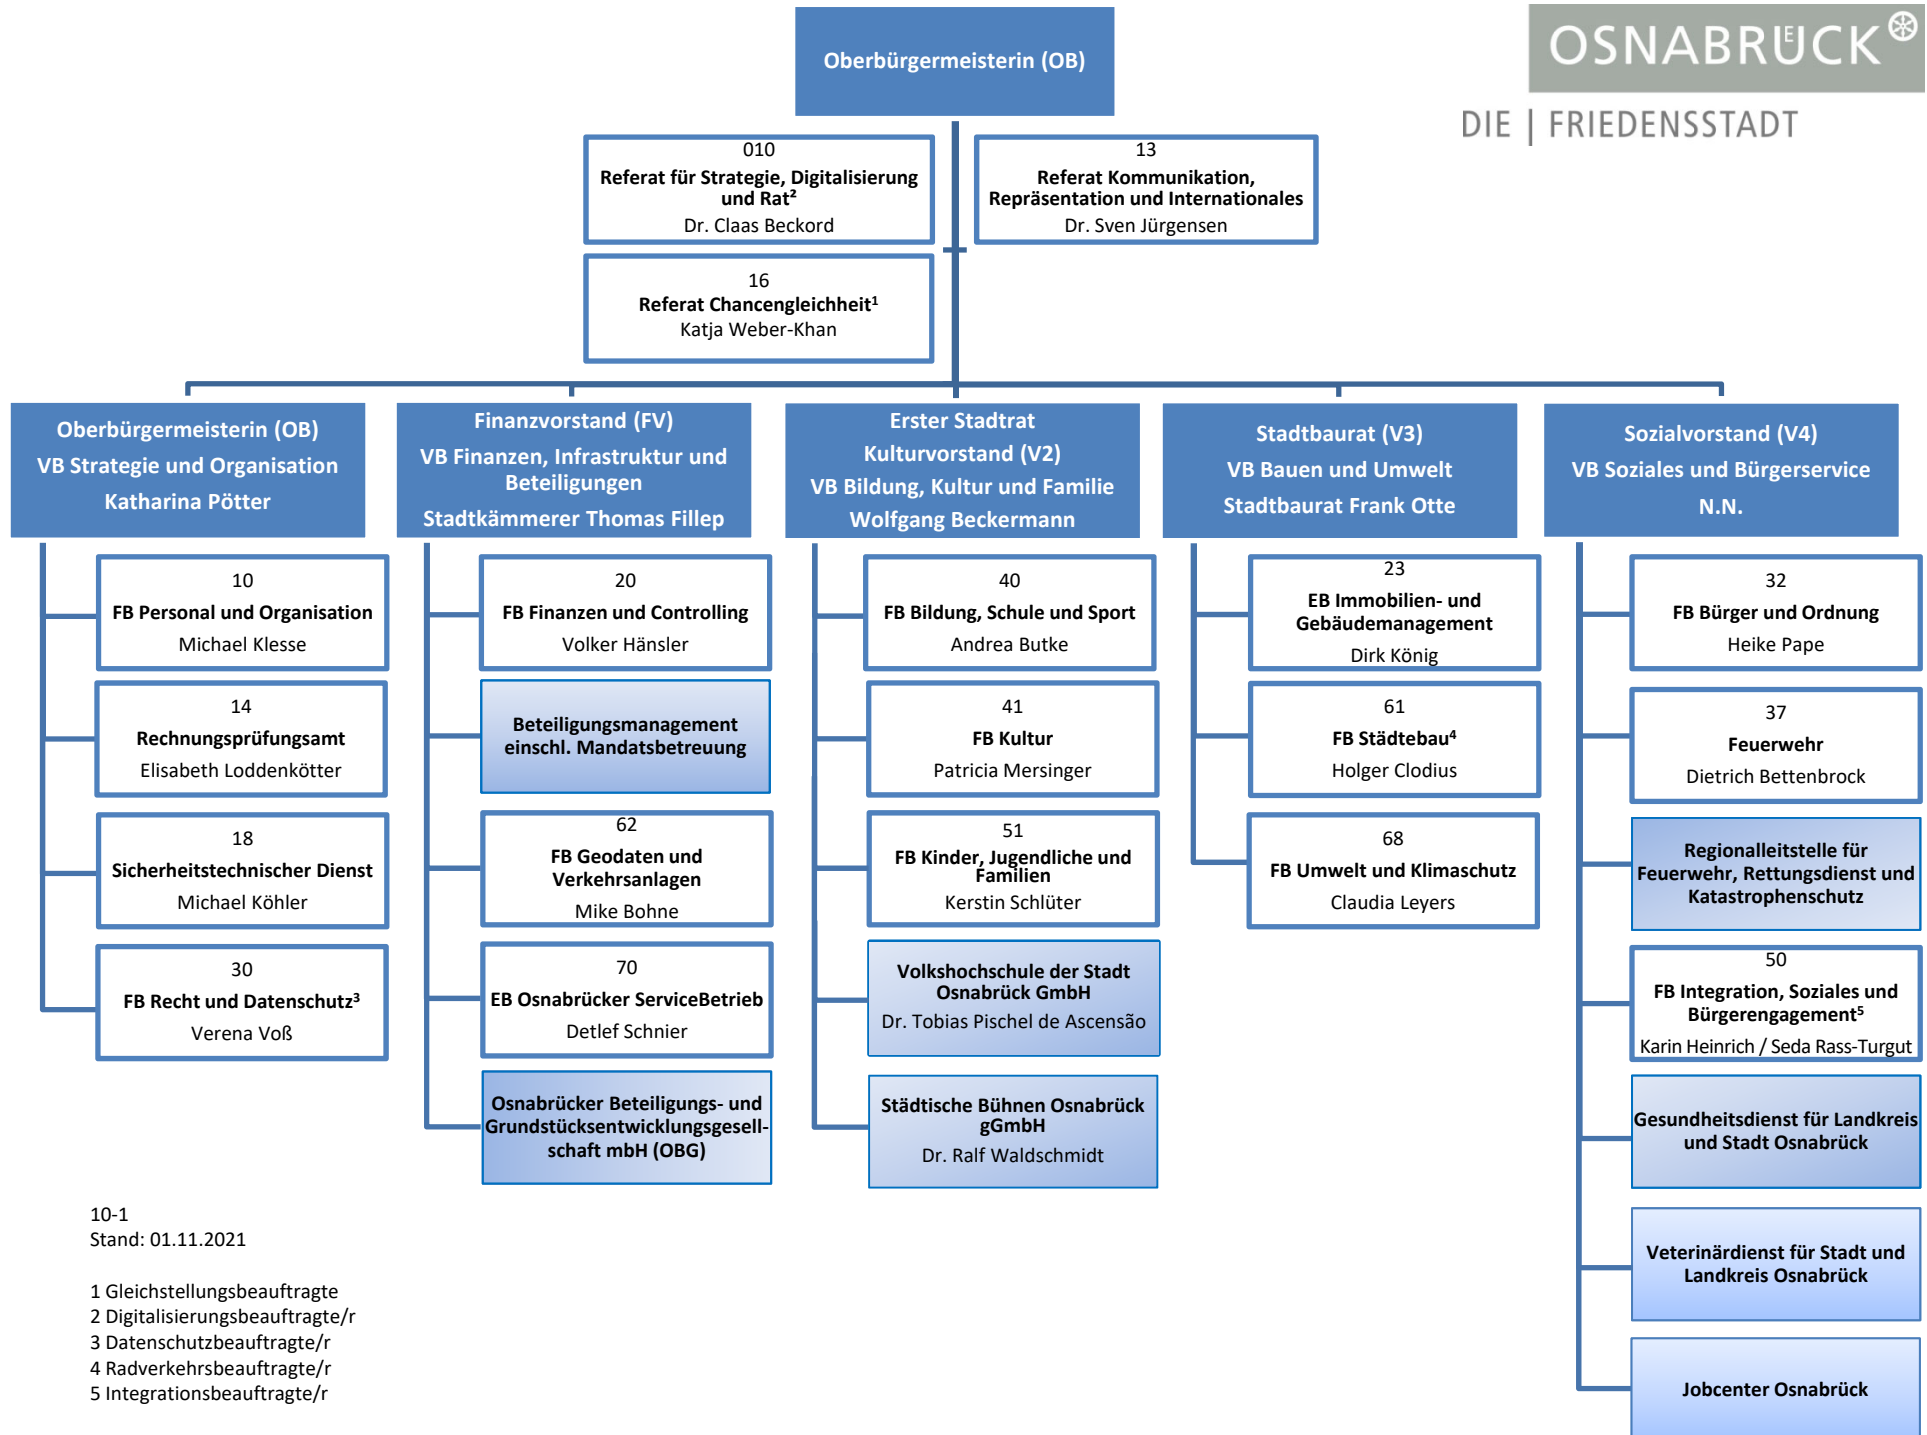 Oberbürgermeisterin (OB)
OSNABRÜCK
DIE | FRIEDENSSTADT
010
Referat für Strategie, Digitalisierung
und Rat²
Dr. Claas Beckord
13
Referat Kommunikation,
Repräsentation und Internationales
Dr. Sven Jürgensen
16
Referat Chancengleichheit¹
Katja Weber-Khan
Oberbürgermeisterin (OB)
VB Strategie und Organisation
Katharina Pötter
Finanzvorstand (FV)
VB Finanzen, Infrastruktur und
Beteiligungen
Stadtkämmerer Thomas Fillep
Erster Stadtrat
Kulturvorstand (V2)
VB Bildung, Kultur und Familie
Wolfgang Beckermann
Stadtbaurat (V3)
VB Bauen und Umwelt
Stadtbaurat Frank Otte
Sozialvorstand (V4)
VB Soziales und Bürgerservice
N.N.
10
FB Personal und Organisation
Michael Klesse
14
Rechnungsprüfungsamt
Elisabeth Loddenkötter
18
Sicherheitstechnischer Dienst
Michael Köhler
30
FB Recht und Datenschutz³
Verena Voß
20
FB Finanzen und Controlling
Volker Hänsler
Beteiligungsmanagement
einschl. Mandatsbetreuung
62
FB Geodaten und
Verkehrsanlagen
Mike Bohne
70
EB Osnabrücker ServiceBetrieb
Detlef Schnier
Osnabrücker Beteiligungs- und
Grundstücksentwicklungsgesell-
schaft mbH (OBG)
40
FB Bildung, Schule und Sport
Andrea Butke
41
FB Kultur
Patricia Mersinger
51
FB Kinder, Jugendliche und
Familien
Kerstin Schlüter
Volkshochschule der Stadt
Osnabrück GmbH
Dr. Tobias Pischel de Ascensão
Städtische Bühnen Osnabrück
gGmbH
Dr. Ralf Waldschmidt
23
EB Immobilien- und
Gebäudemanagement
Dirk König
61
FB Städtebau⁴
Holger Clodius
68
FB Umwelt und Klimaschutz
Claudia Leyers
32
FB Bürger und Ordnung
Heike Pape
37
Feuerwehr
Dietrich Bettenbrock
Regionalleitstelle für
Feuerwehr, Rettungsdienst und
Katastrophenschutz
50
FB Integration, Soziales und
Bürgerengagement⁵
Karin Heinrich / Seda Rass-Turgut
Gesundheitsdienst für Landkreis
und Stadt Osnabrück
Veterinärdienst für Stadt und
Landkreis Osnabrück
Jobcenter Osnabrück
10-1
Stand: 01.11.2021
1 Gleichstellungsbeauftragte
2 Digitalisierungsbeauftragte/r
3 Datenschutzbeauftragte/r
4 Radverkehrsbeauftragte/r
5 Integrationsbeauftragte/r